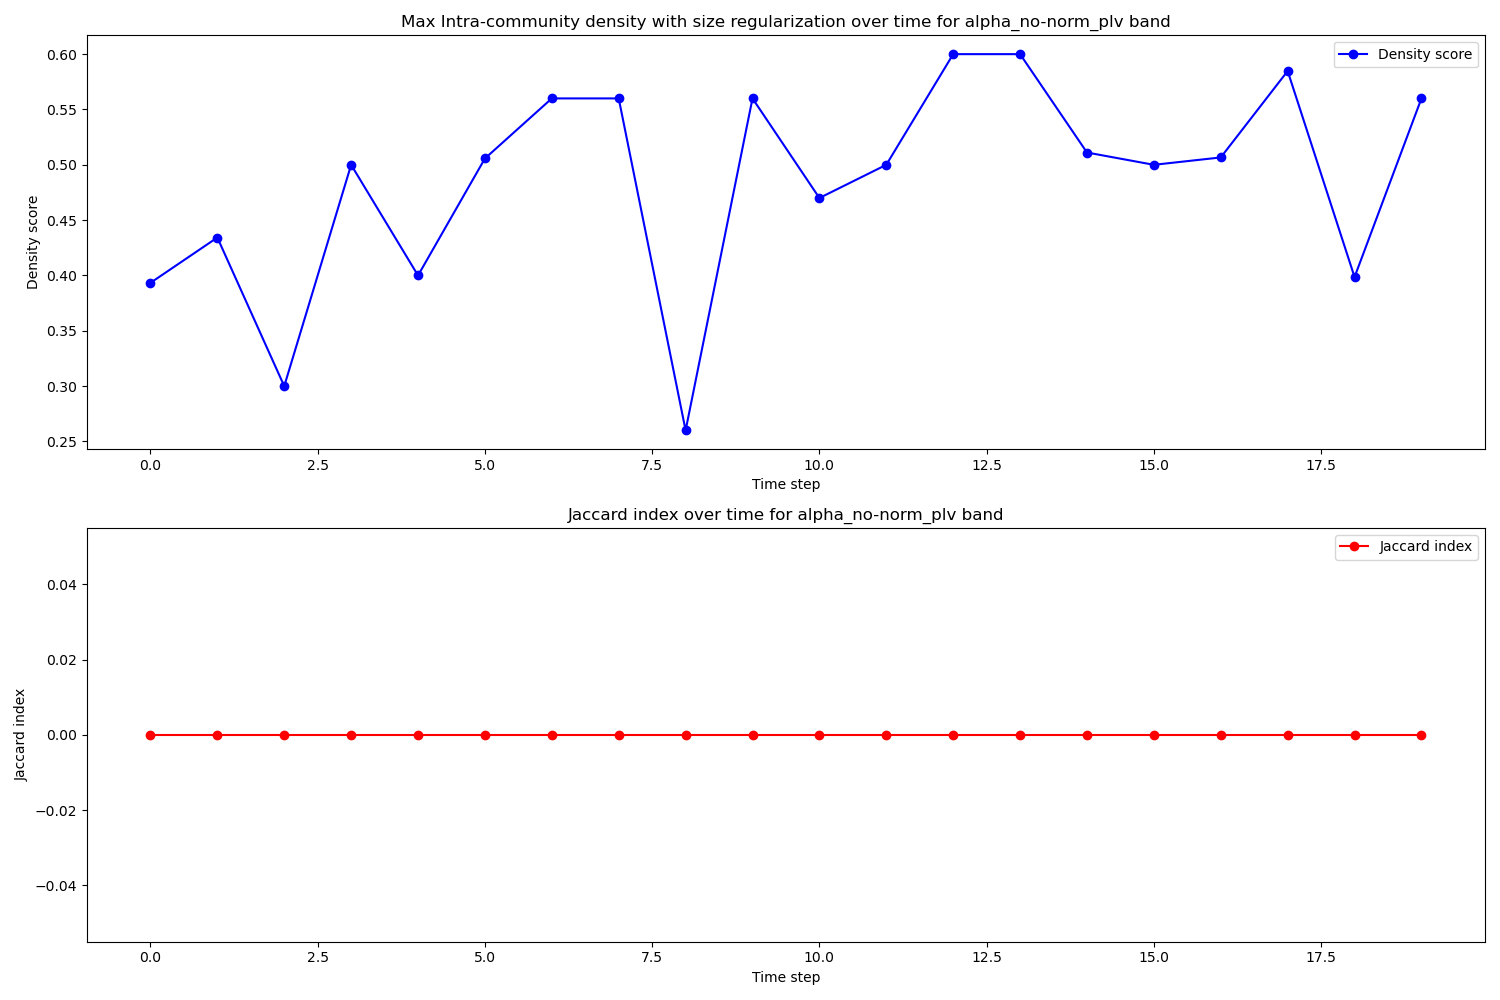 Max Intra-community density with size regularization over time for alpha_no-norm_plv band
Density score
0.60
0.55
0.50
0.45
0.40
0.35
0.30
0.25
Density score
0.0 2.5 5.0 7.5 10.0 12.5 15.0 17.5
Time step
Jaccard index over time for alpha_no-norm_plv band
Jaccard index
0.04
0.02
0.00
−0.02
−0.04
Jaccard index
0.0 2.5 5.0 7.5 10.0 12.5 15.0 17.5
Time step